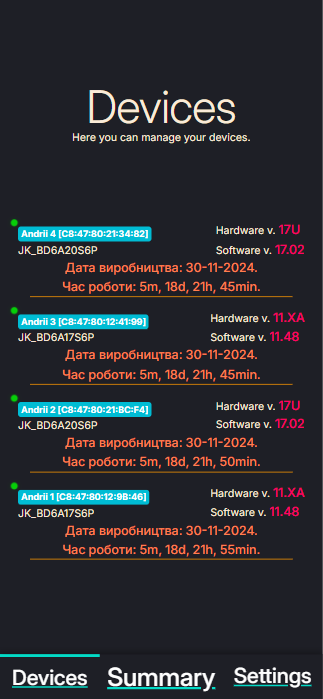 Devices
Here you can manage your devices.
Andrii 4 [C8:47:80:21:34:82] Hardware v. 17U
JK_BD6A20S6P Software v. 17.02
Дата виробництва: 30-11-2024.
Час роботи: 5m, 18d, 21h, 45min.
Andrii 3 [C8:47:80:12:41:99] Hardware v. 11.XA
JK_BD6A17S6P Software v. 11.48
Дата виробництва: 30-11-2024.
Час роботи: 5m, 18d, 21h, 45min.
Andrii 2 [C8:47:80:21:8C:F4] Hardware v. 17U
JK_BD6A20S6P Software v. 17.02
Дата виробництва: 30-11-2024.
Час роботи: 5m, 18d, 21h, 50min.
Andrii 1 [C8:47:80:12:9B:46] Hardware v. 11.XA
JK_BD6A17S6P Software v. 11.48
Дата виробництва: 30-11-2024.
Час роботи: 5m, 18d, 21h, 55min.
Devices Summary Settings